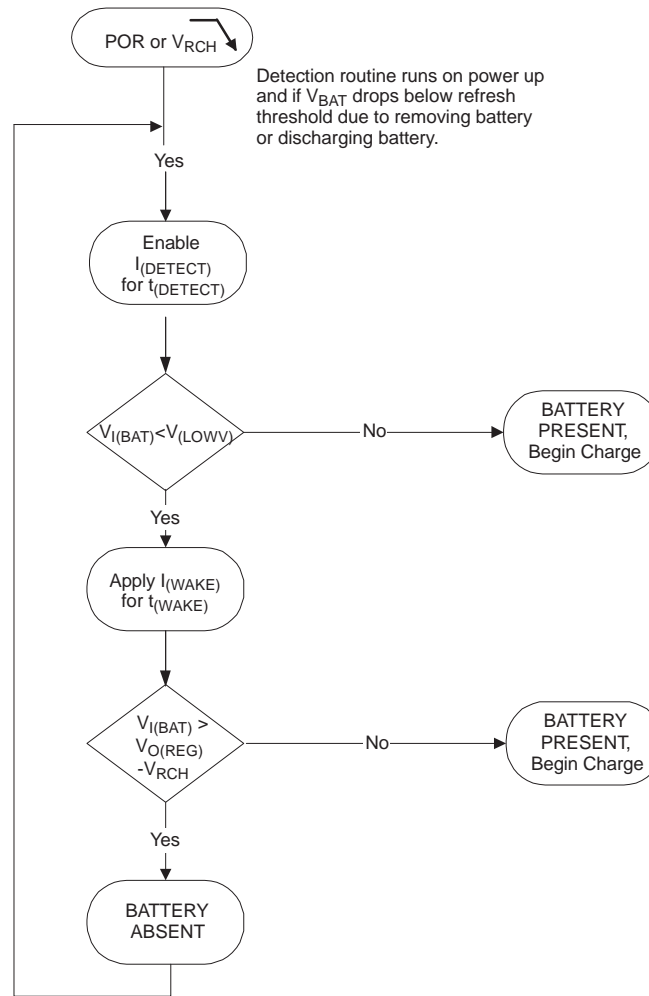 POR or VRCH
Detection routine runs on power up
and if VBAT drops below refresh
threshold due to removing battery
or discharging battery.
Yes
Enable
I(DETECT)
for t(DETECT)
VI(BAT)<V(LOWV)
No
BATTERY
PRESENT,
Begin Charge
Yes
Apply I(WAKE)
for t(WAKE)
VI(BAT) >
VO(REG)
-VRCH
No
BATTERY
PRESENT,
Begin Charge
Yes
BATTERY
ABSENT